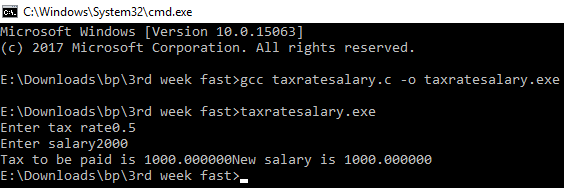 C:\Windows\System32\cmd.exe
Microsoft Windows [Version 10.0.15063]
(c) 2017 Microsoft Corporation. All rights reserved.
E:\Downloads\bp\3rd week fast>gcc taxratesalary.c -o taxratesalary.exe
E:\Downloads\bp\3rd week fast>taxratesalary.exe
Enter tax rate0.5
Enter salary2000
Tax to be paid is 1000.000000New salary is 1000.000000
E:\Downloads\bp\3rd week fast>